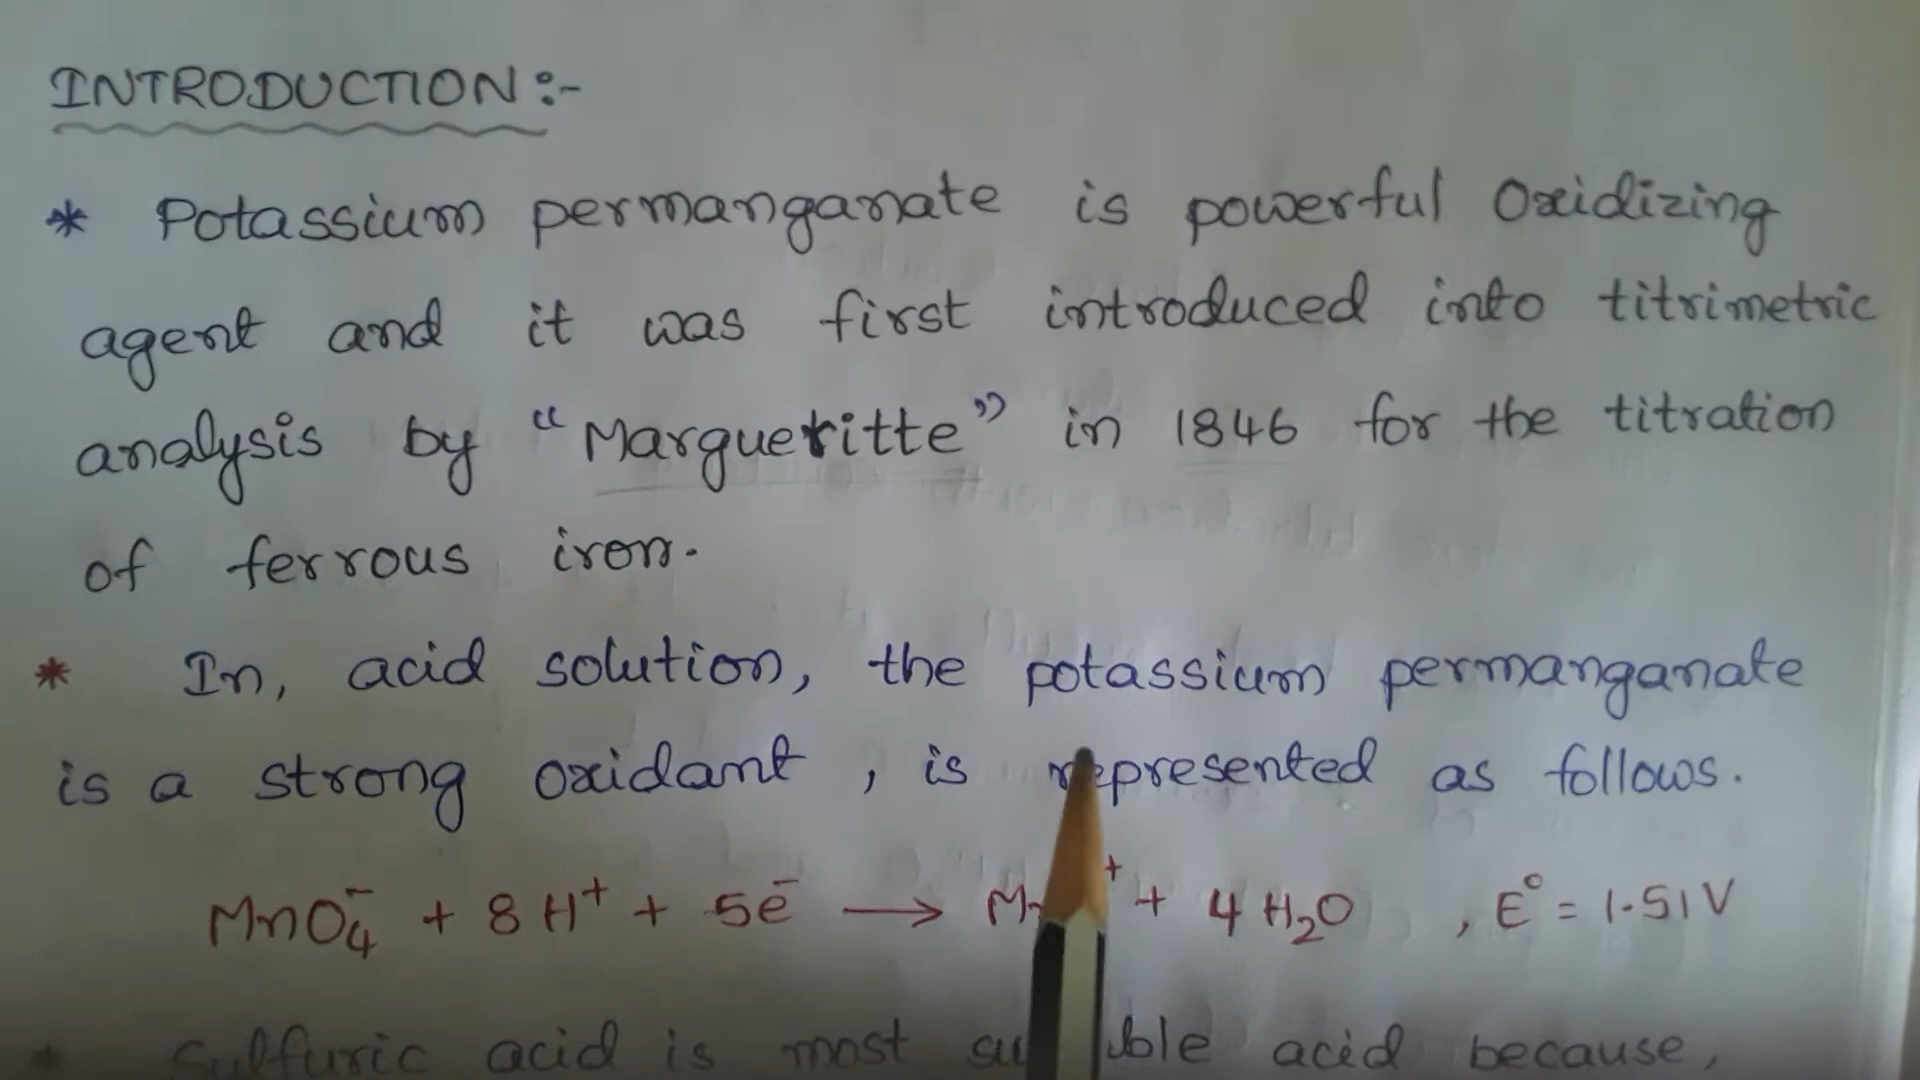 INTRODUCTION :-
* Potassium permanganate is powerful Oxidizing
agent and it was first introduced into titrimetric
analysis by "Margueritte" in 1846 for the titration
of ferrous iron.
* In, acid solution, the potassium permanganate
is a strong oxidant, is represented as follows.
MnO₄⁻ + 8H⁺ + 5e⁻ → + 4H₂O , E° = 1.51V
* Sulfuric acid is most acid because,